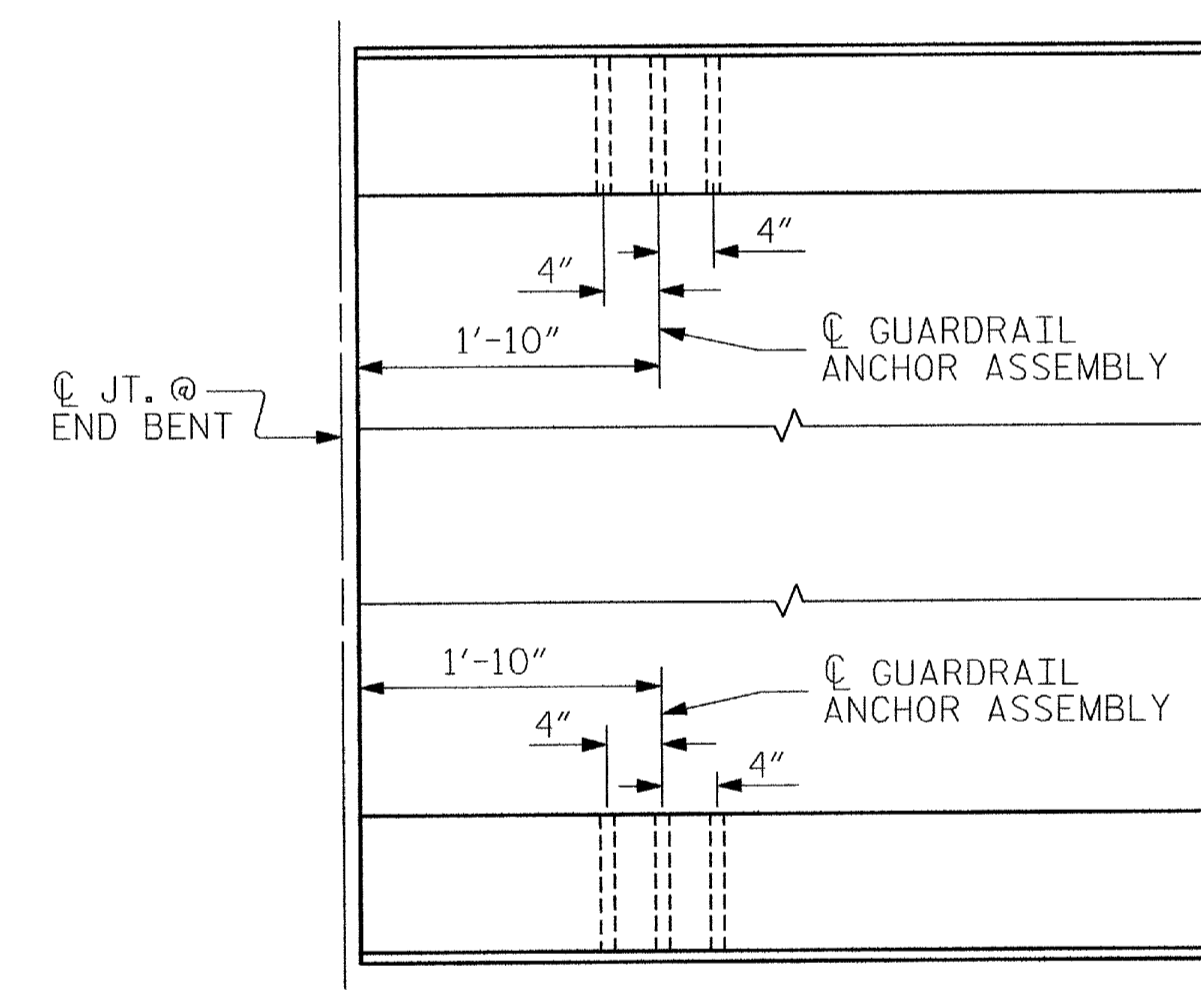 4"
4"
1'-10"
℄ GUARDRAIL
ANCHOR ASSEMBLY
℄ JT. @
END BENT
1'-10"
℄ GUARDRAIL
ANCHOR ASSEMBLY
4"
4"